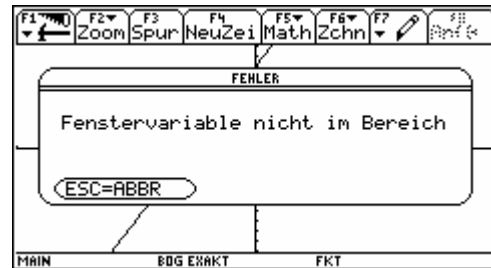 F1 F2 F3 F4 F5 F6 F7
Zoom Spur NeuZei Math Zchn
FEHLER
Fenstervariable nicht im Bereich
ESC=ABBR
MAIN BOG EXAKT FKT